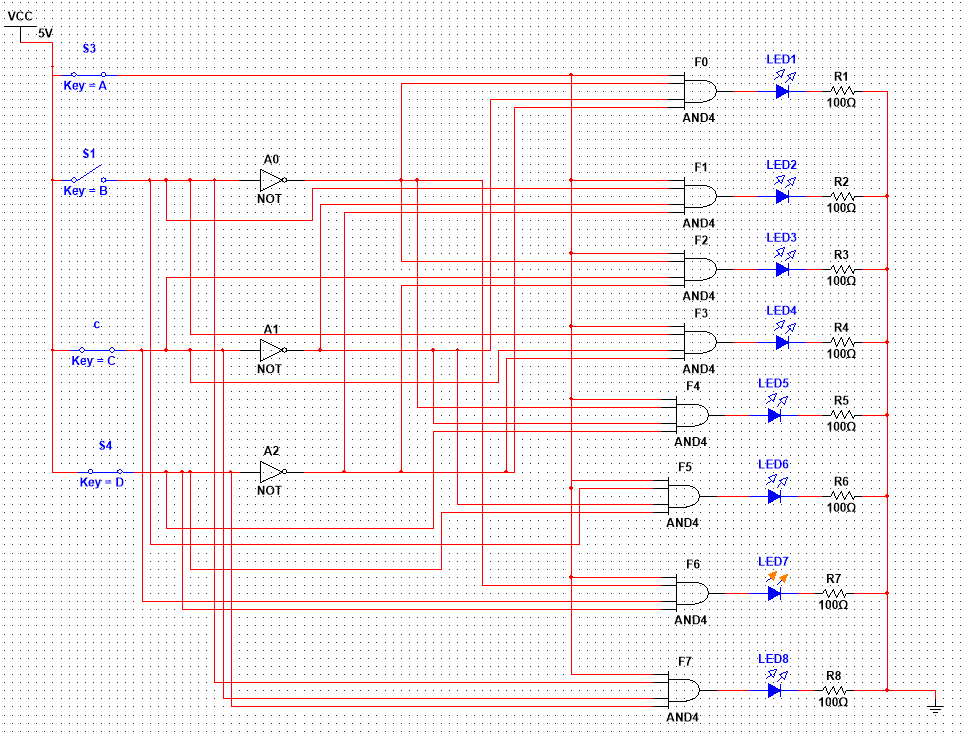 VCC
5V
S3
Key = A
S1
Key = B
A0
NOT
C
Key = C
A1
NOT
S4
Key = D
A2
NOT
F0
AND4
LED1
R1
100Ω
F1
AND4
LED2
R2
100Ω
F2
AND4
LED3
R3
100Ω
F3
AND4
LED4
R4
100Ω
F4
AND4
LED5
R5
100Ω
F5
AND4
LED6
R6
100Ω
F6
AND4
LED7
R7
100Ω
F7
AND4
LED8
R8
100Ω